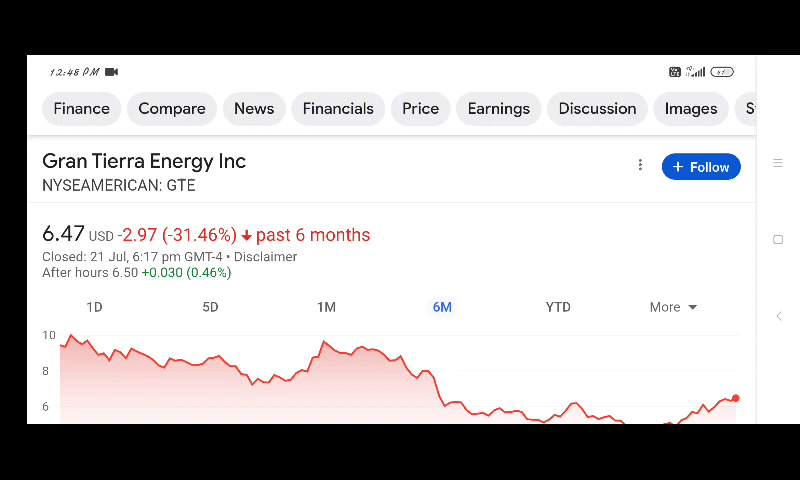 12:48 PM
Finance Compare News Financials Price Earnings Discussion Images S
Gran Tierra Energy Inc
NYSEAMERICAN: GTE
+ Follow
6.47 USD -2.97 (-31.46%) past 6 months
Closed: 21 Jul, 6:17 pm GMT-4 • Disclaimer
After hours 6.50 +0.030 (0.46%)
1D 5D 1M 6M YTD More
10
8
6